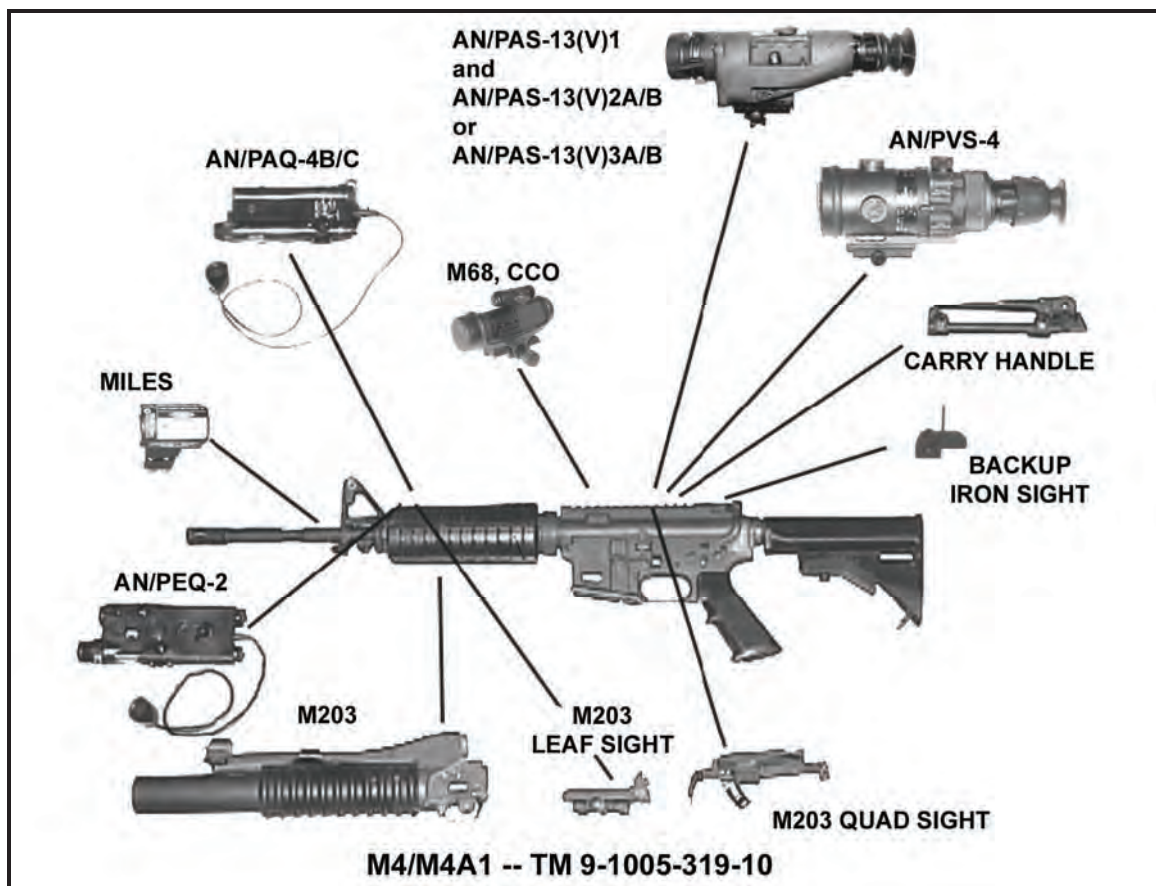 AN/PAS-13(V)1
and
AN/PAS-13(V)2A/B
or
AN/PAS-13(V)3A/B
AN/PVS-4
AN/PAQ-4B/C
M68, CCO
CARRY HANDLE
MILES
BACKUP
IRON SIGHT
AN/PEQ-2
M203
M203
LEAF SIGHT
M203 QUAD SIGHT
M4/M4A1 -- TM 9-1005-319-10